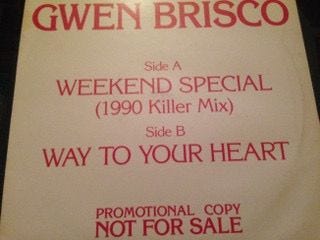 GWEN BRISCO
Side A
WEEKEND SPECIAL
(1990 Killer Mix)
Side B
WAY TO YOUR HEART
PROMOTIONAL COPY
NOT FOR SALE